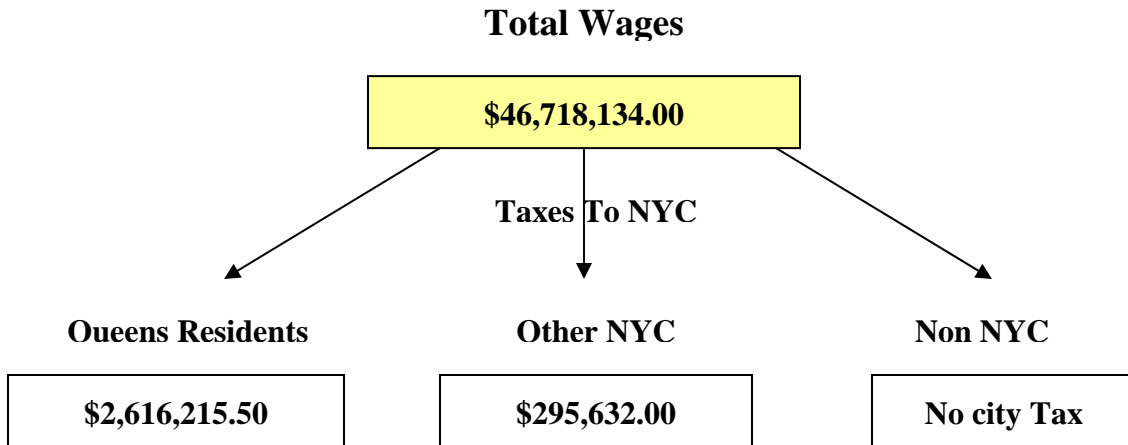 Total Wages
$46,718,134.00
Taxes To NYC
Queens Residents
Other NYC
Non NYC
$2,616,215.50
$295,632.00
No city Tax